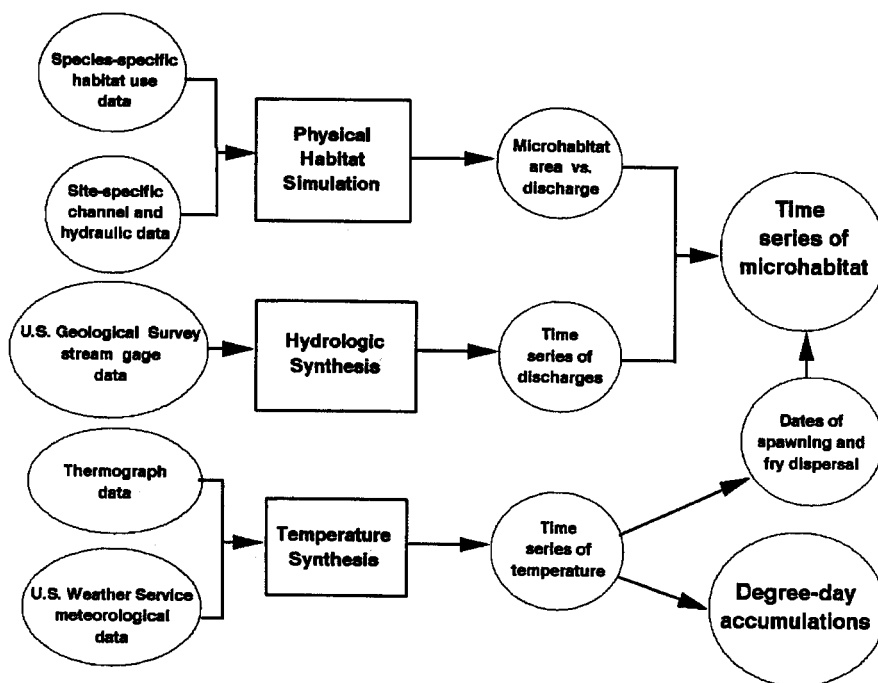 Species-specific
habitat use
data
Site-specific
channel and
hydraulic data
Physical
Habitat
Simulation
Microhabitat
area vs.
discharge
Time
series of
microhabitat
U.S. Geological Survey
stream gage
data
Hydrologic
Synthesis
Time
series of
discharges
Dates of
spawning and
fry dispersal
Thermograph
data
U.S. Weather Service
meteorological
data
Temperature
Synthesis
Time
series of
temperature
Degree-day
accumulations